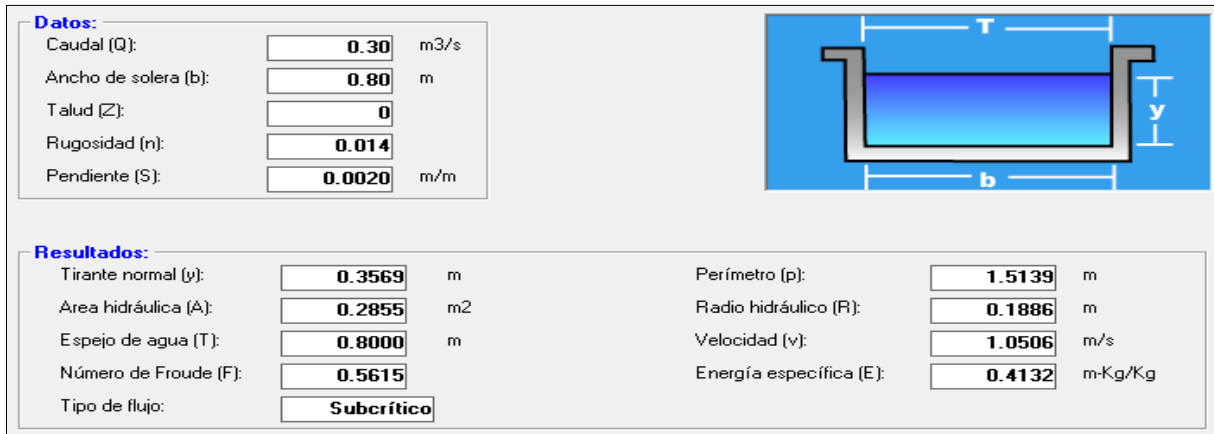 Datos:
Caudal (Q): 0.30 m3/s
Ancho de solera (b): 0.80 m
Talud (Z): 0
Rugosidad (n): 0.014
Pendiente (S): 0.0020 m/m
T
y
b
Resultados:
Tirante normal (y): 0.3569 m Perímetro (p): 1.5139 m
Area hidráulica (A): 0.2855 m2 Radio hidráulico (R): 0.1886 m
Espejo de agua (T): 0.8000 m Velocidad (v): 1.0506 m/s
Número de Froude (F): 0.5615 Energía específica (E): 0.4132 m-Kg/Kg
Tipo de flujo: Subcrítico